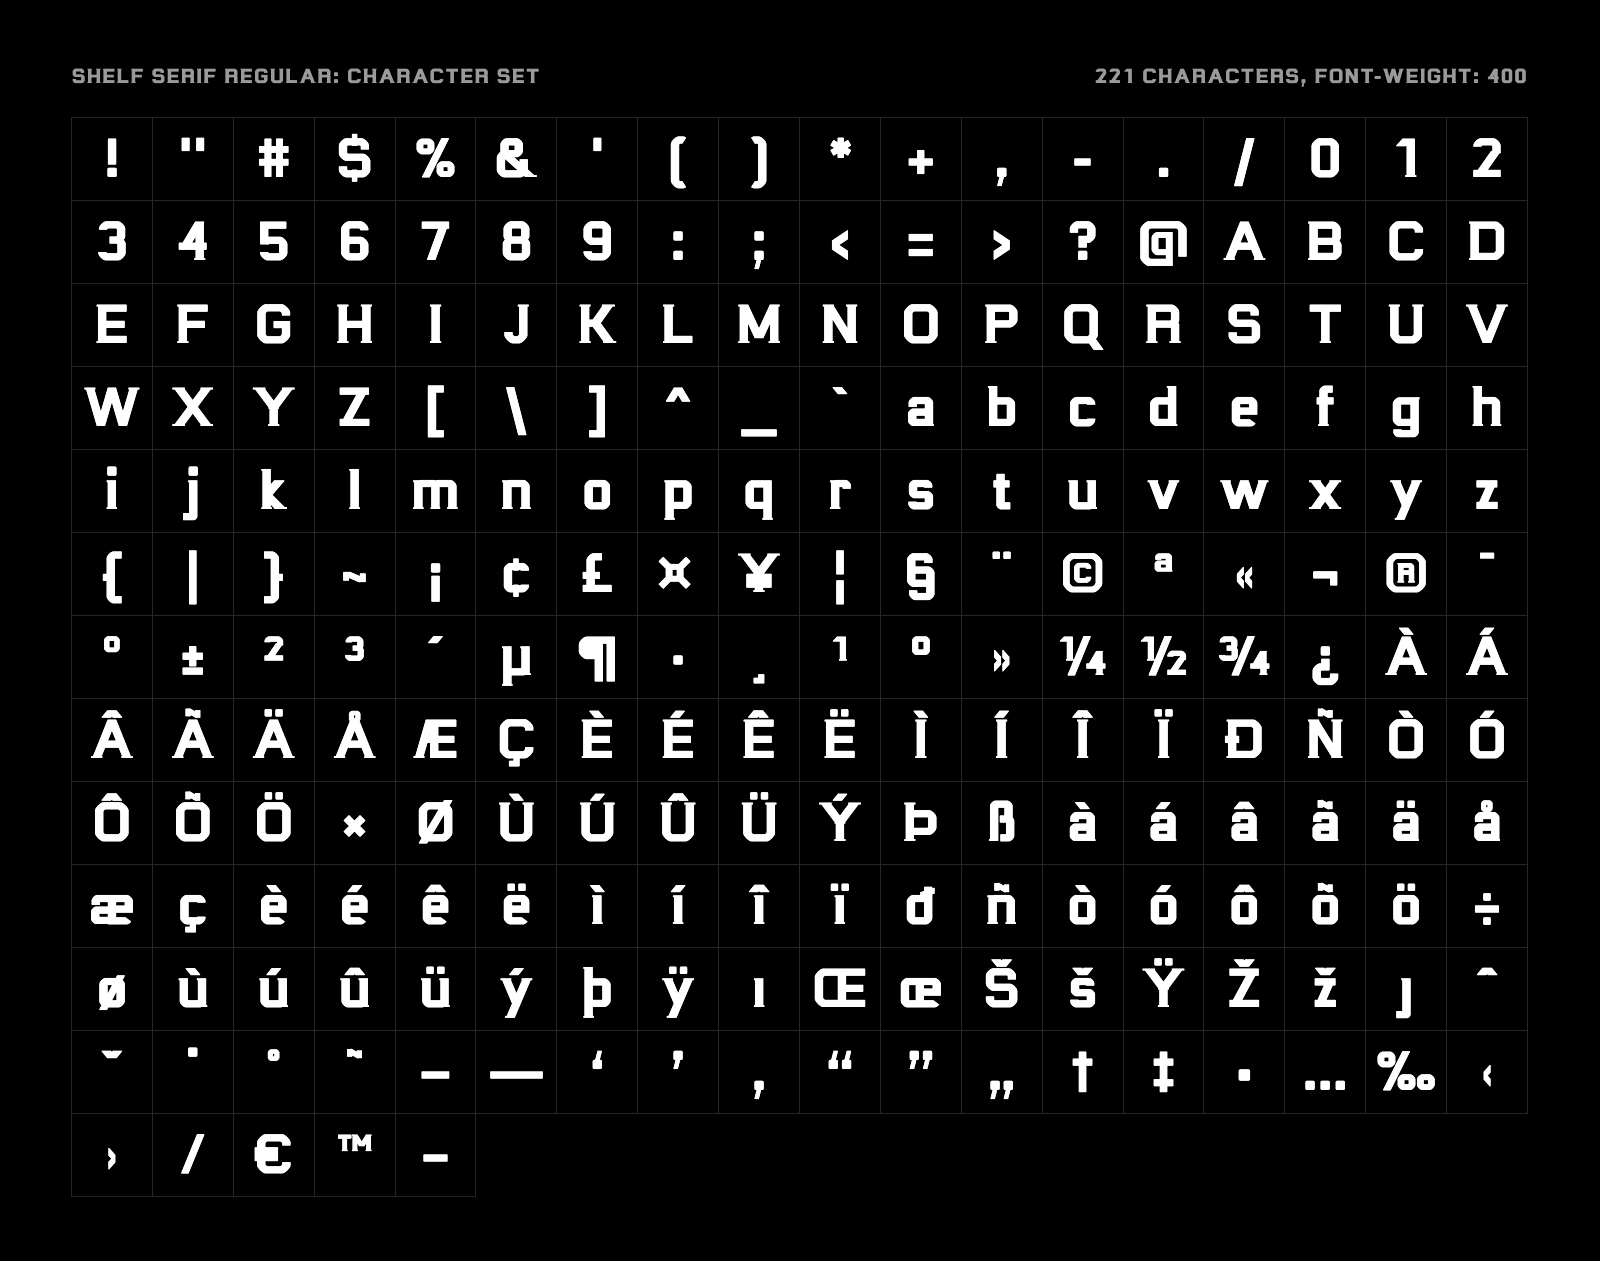 SHELF SERIF REGULAR: CHARACTER SET 221 CHARACTERS, FONT-WEIGHT: 400
! " # $ % & ' ( ) * + , - . / 0 1 2
3 4 5 6 7 8 9 : ; < = > ? @ A B C D
E F G H I J K L M N O P Q R S T U V
W X Y Z [ \ ] ^ _ ` a b c d e f g h
i j k l m n o p q r s t u v w x y z
{ | } ~ ¡ ¢ £ ¤ ¥ ¦ § ¨ © ª « ¬ ® ¯
° ± ² ³ ´ µ ¶ · ¸ ¹ º » ¼ ½ ¾ ¿ À Á
Â Ã Ä Å Æ Ç È É Ê Ë Ì Í Î Ï Ð Ñ Ò Ó
Ô Õ Ö × Ø Ù Ú Û Ü Ý Þ ß à á â ã ä å
æ ç è é ê ë ì í î ï ð ñ ò ó ô õ ö ÷
ø ù ú û ü ý þ ÿ ı Œ œ Š š Ÿ Ž ž ȷ ˆ
ˇ ˙ ˚ ˜ – — ‘ ’ ‚ “ ” „ † ‡ • … ‰ ‹
› ⁄ € ™ −